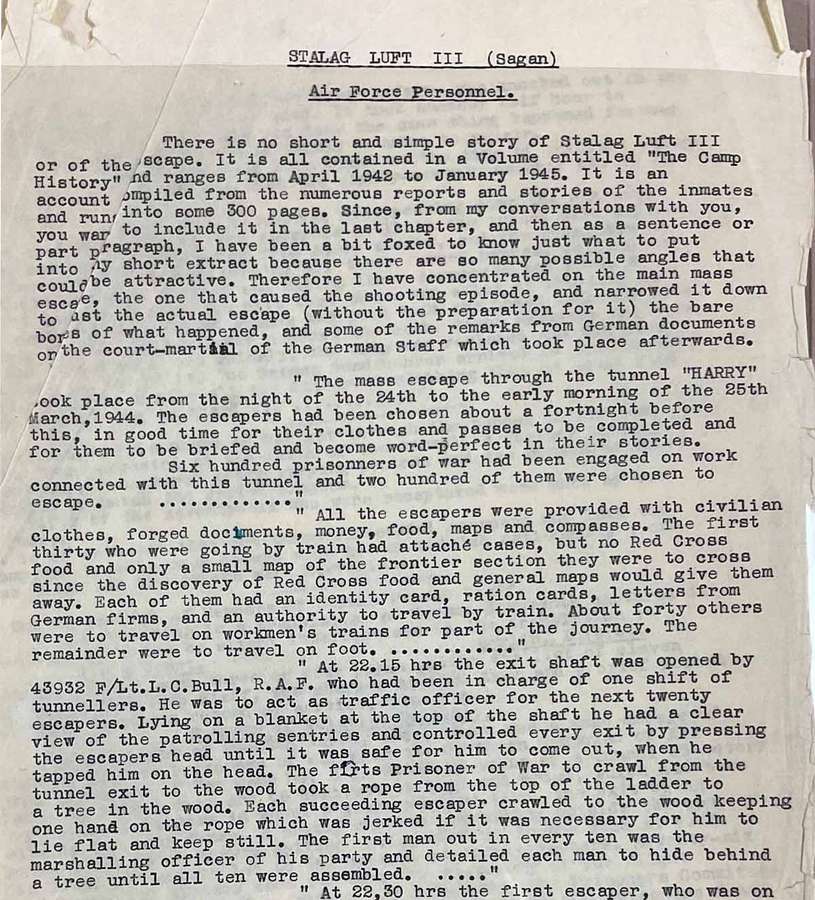 STALAG LUFT III (Sagan)
Air Force Personnel.
There is no short and simple story of Stalag Luft III
or of the scape. It is all contained in a Volume entitled "The Camp
History" nd ranges from April 1942 to January 1945. It is an
account ompiled from the numerous reports and stories of the inmates
and run into some 300 pages. Since, from my conversations with you,
you wan to include it in the last chapter, and then as a sentence or
part pragraph, I have been a bit foxed to know just what to put
into my short extract because there are so many possible angles that
could be attractive. Therefore I have concentrated on the main mass
escpe, the one that caused the shooting episode, and narrowed it down
to ust the actual escape (without the preparation for it) the bare
bones of what happened, and some of the remarks from German documents
on the court-martial of the German Staff which took place afterwards.
" The mass escape through the tunnel "HARRY"
took place from the night of the 24th to the early morning of the 25th
March,1944. The escapers had been chosen about a fortnight before
this, in good time for their clothes and passes to be completed and
for them to be briefed and become word-perfect in their stories.
Six hundred prisonners of war had been engaged on work
connected with this tunnel and two hundred of them were chosen to
escape. ............."
" All the escapers were provided with civilian
clothes, forged documents, money, food, maps and compasses. The first
thirty who were going by train had attaché cases, but no Red Cross
food and only a small map of the frontier section they were to cross
since the discovery of Red Cross food and general maps would give them
away. Each of them had an identity card, ration cards, letters from
German firms, and an authority to travel by train. About forty others
were to travel on workmen's trains for part of the journey. The
remainder were to travel on foot. ............"
" At 22.15 hrs the exit shaft was opened by
43932 F/Lt.L.C.Bull, R.A.F. who had been in charge of one shift of
tunnellers. He was to act as traffic officer for the next twenty
escapers. Lying on a blanket at the top of the shaft he had a clear
view of the patrolling sentries and controlled every exit by pressing
the escapers head until it was safe for him to come out, when he
tapped him on the head. The firts Prisoner of War to crawl from the
tunnel exit to the wood took a rope from the top of the ladder to
a tree in the wood. Each succeeding escaper crawled to the wood keeping
one hand on the rope which was jerked if it was necessary for him to
lie flat and keep still. The first man out in every ten was the
marshalling officer of his party and detailed each man to hide behind
a tree until all ten were assembled. ....."
" At 22,30 hrs the first escaper, who was on